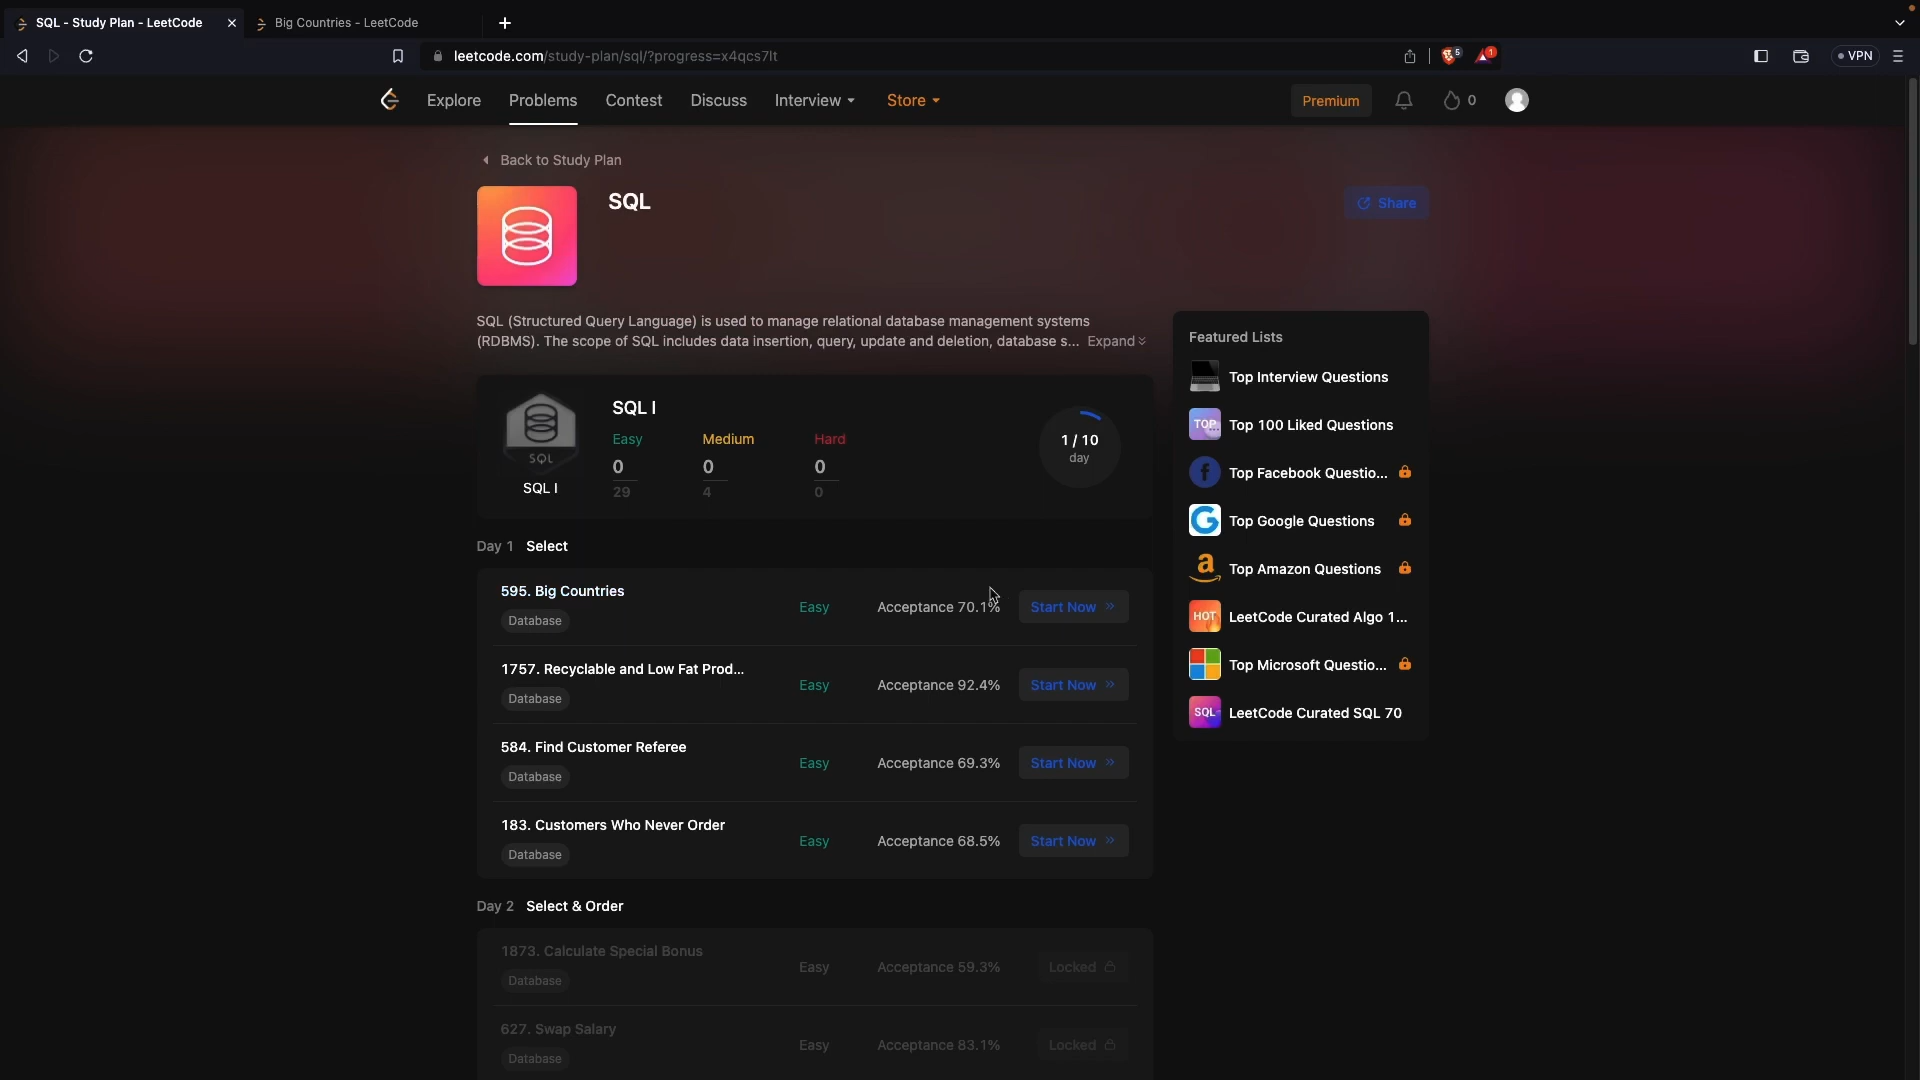 SQL - Study Plan - LeetCode
Big Countries - LeetCode
leetcode.com/study-plan/sql/?progress=x4qcs7lt
5
1
VPN
Explore
Problems
Contest
Discuss
Interview
Store
Premium
0
Back to Study Plan
SQL
Share
SQL (Structured Query Language) is used to manage relational database management systems
(RDBMS). The scope of SQL includes data insertion, query, update and deletion, database s... Expand
SQL
SQL I
SQL I
Easy Medium Hard
0 0 0
29 4 0
1 / 10
day
Day 1 Select
595. Big Countries
Database
Easy
Acceptance 70.1%
Start Now
1757. Recyclable and Low Fat Prod...
Database
Easy
Acceptance 92.4%
Start Now
584. Find Customer Referee
Database
Easy
Acceptance 69.3%
Start Now
183. Customers Who Never Order
Database
Easy
Acceptance 68.5%
Start Now
Day 2 Select & Order
1873. Calculate Special Bonus
Database
Easy
Acceptance 59.3%
Locked
627. Swap Salary
Database
Easy
Acceptance 83.1%
Locked
Featured Lists
Top Interview Questions
TOP
Top 100 Liked Questions
Top Facebook Questio...
Top Google Questions
Top Amazon Questions
HOT
LeetCode Curated Algo 1...
Top Microsoft Questio...
SQL
LeetCode Curated SQL 70